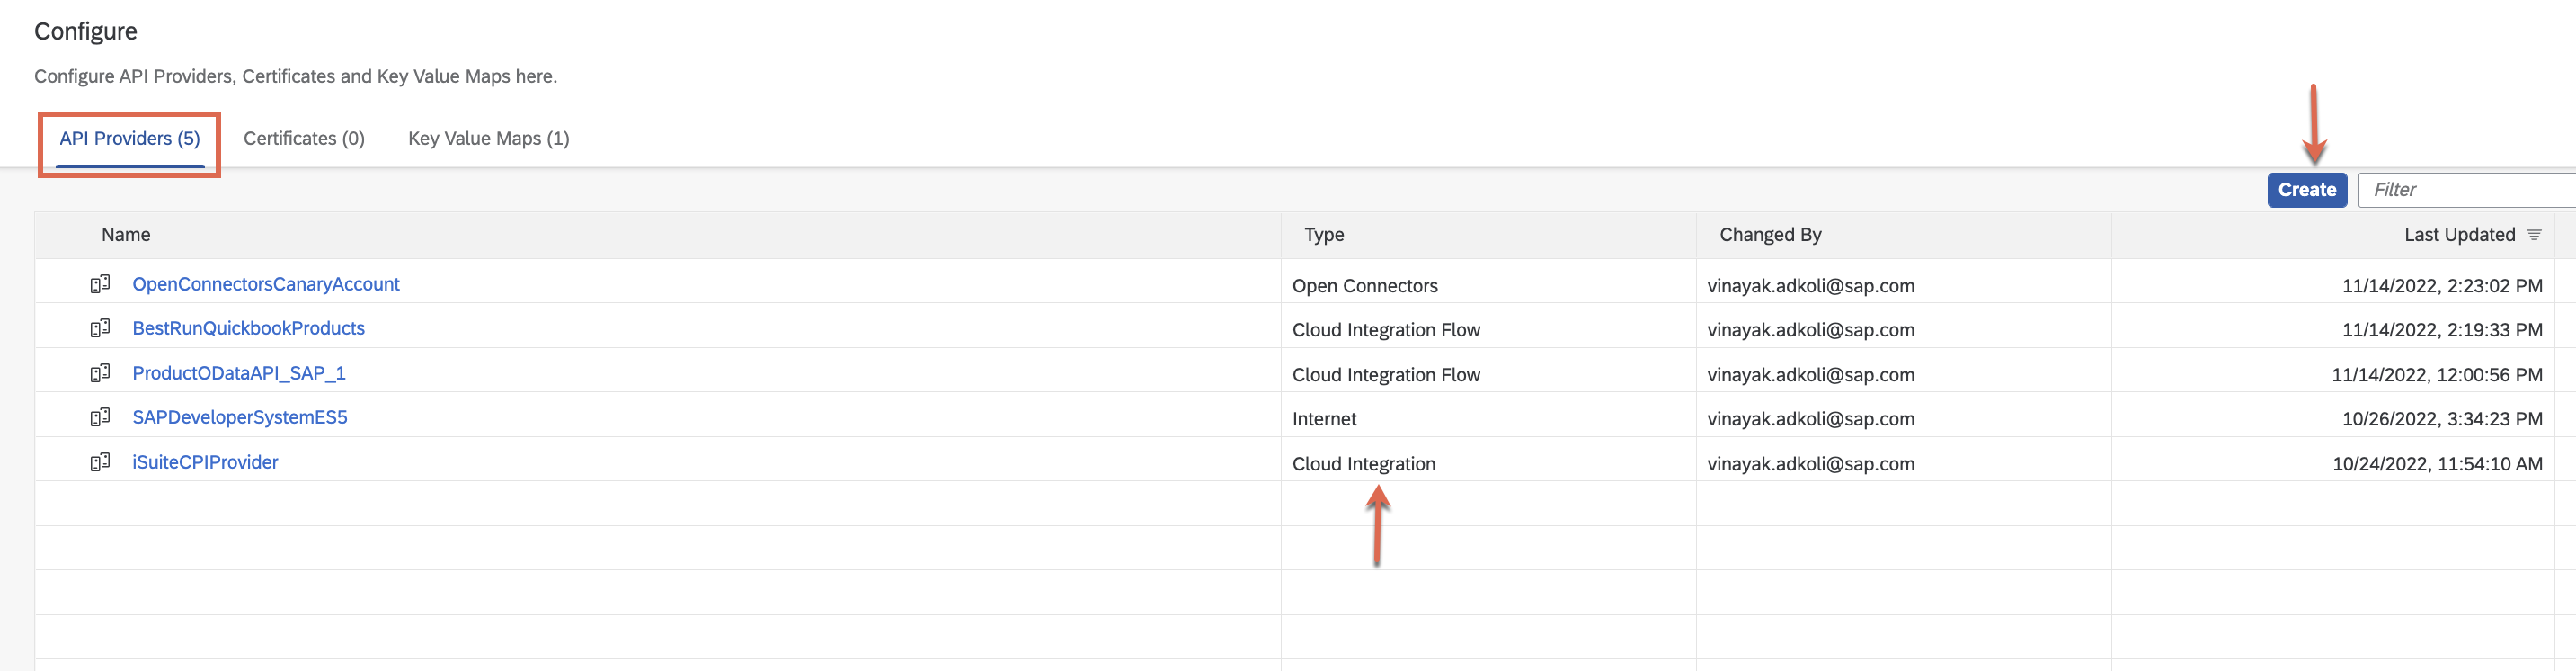 Configure
Configure API Providers, Certificates and Key Value Maps here.
API Providers (5) Certificates (0) Key Value Maps (1)
Create Filter
Name Type Changed By Last Updated
OpenConnectorsCanaryAccount Open Connectors vinayak.adkoli@sap.com 11/14/2022, 2:23:02 PM
BestRunQuickbookProducts Cloud Integration Flow vinayak.adkoli@sap.com 11/14/2022, 2:19:33 PM
ProductODataAPI_SAP_1 Cloud Integration Flow vinayak.adkoli@sap.com 11/14/2022, 12:00:56 PM
SAPDeveloperSystemES5 Internet vinayak.adkoli@sap.com 10/26/2022, 3:34:23 PM
iSuiteCPIProvider Cloud Integration vinayak.adkoli@sap.com 10/24/2022, 11:54:10 AM